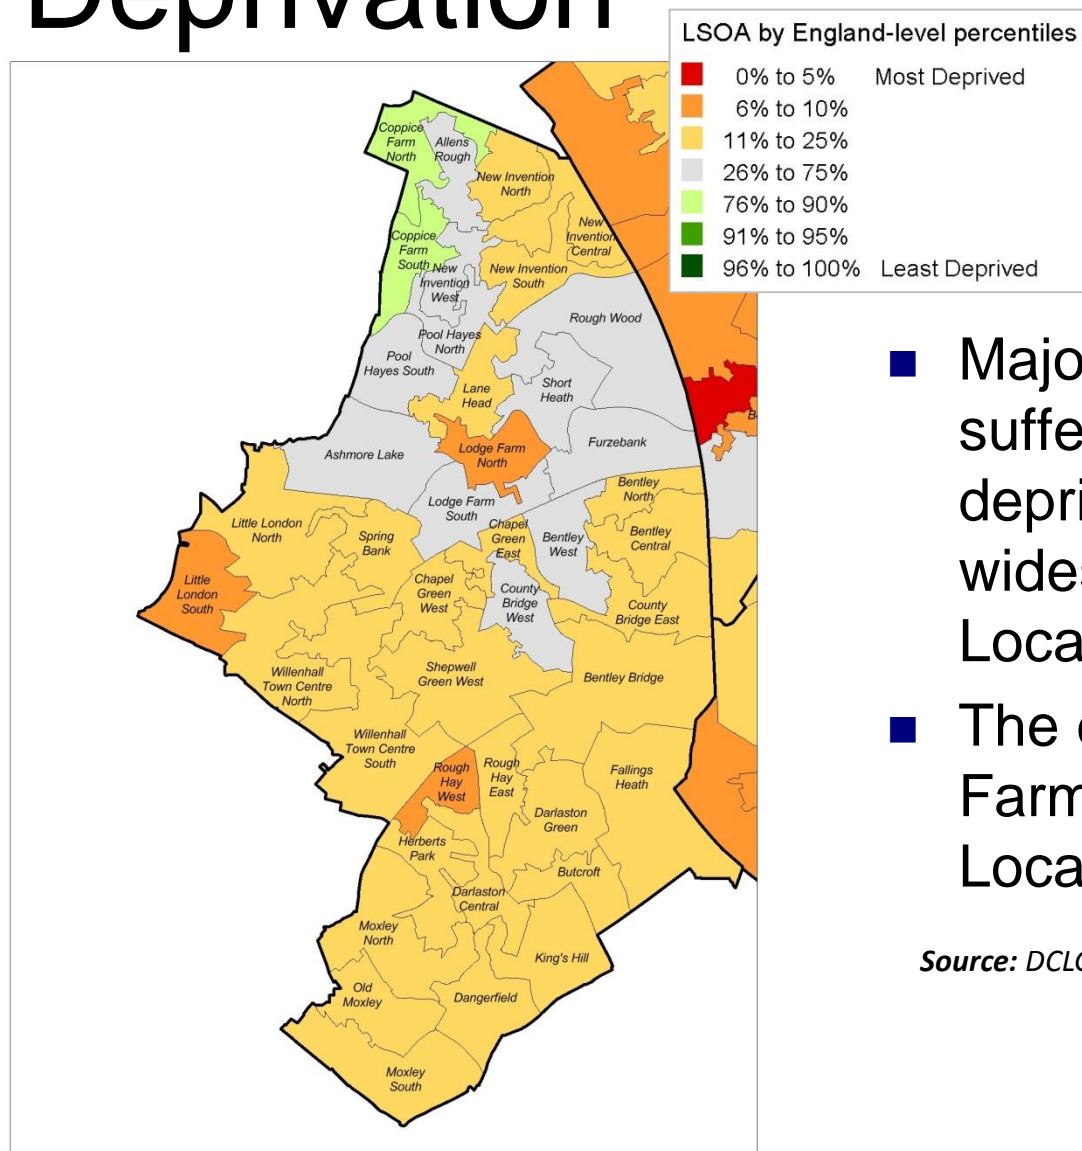 Deprivation
LSOA by England-level percentiles
0% to 5% Most Deprived
6% to 10%
11% to 25%
26% to 75%
76% to 90%
91% to 95%
96% to 100% Least Deprived
Coppice
Farm
North
Allens
Rough
New Invention
North
New
Invention
Central
Coppice
Farm
South
New
Invention
West
New Invention
South
Rough Wood
Pool Hayes
North
Pool
Hayes South
Lane
Head
Short
Heath
Ashmore Lake
Lodge Farm
North
Furzebank
Bentley
North
Lodge Farm
South
Little London
North
Spring
Bank
Chapel
Green
East
Bentley
West
Bentley
Central
Little
London
South
Chapel
Green
West
County
Bridge
West
County
Bridge East
Willenhall
Town Centre
North
Shepwell
Green West
Bentley Bridge
Willenhall
Town Centre
South
Rough
Hay
West
Rough
Hay
East
Fallings
Heath
Darlaston
Green
Herberts
Park
Butcroft
Darlaston
Central
Moxley
North
King's Hill
Old
Moxley
Dangerfield
Moxley
South
Majo
suffe
depri
wides
Loca
The
Farm
Loca
Source: DCLG